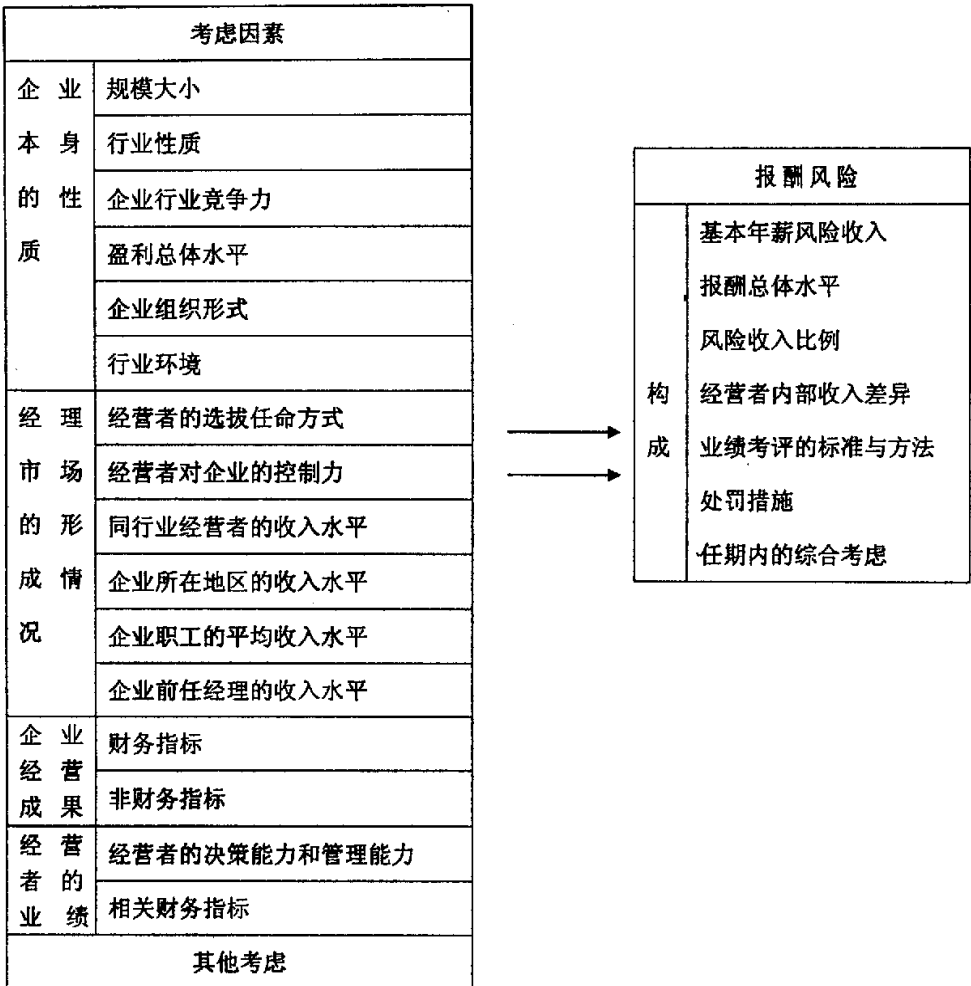 考虑因素
企业
本身
的性
质
规模大小
行业性质
企业行业竞争力
盈利总体水平
企业组织形式
行业环境
经理
市场
的形
成情
况
经营者的选拔任命方式
经营者对企业的控制力
同行业经营者的收入水平
企业所在地区的收入水平
企业职工的平均收入水平
企业前任经理的收入水平
企业
经营
成果
财务指标
非财务指标
经营
者的
业绩
经营者的决策能力和管理能力
相关财务指标
其他考虑
报酬风险
构
成
基本年薪风险收入
报酬总体水平
风险收入比例
经营者内部收入差异
业绩考评的标准与方法
处罚措施
任期内的综合考虑